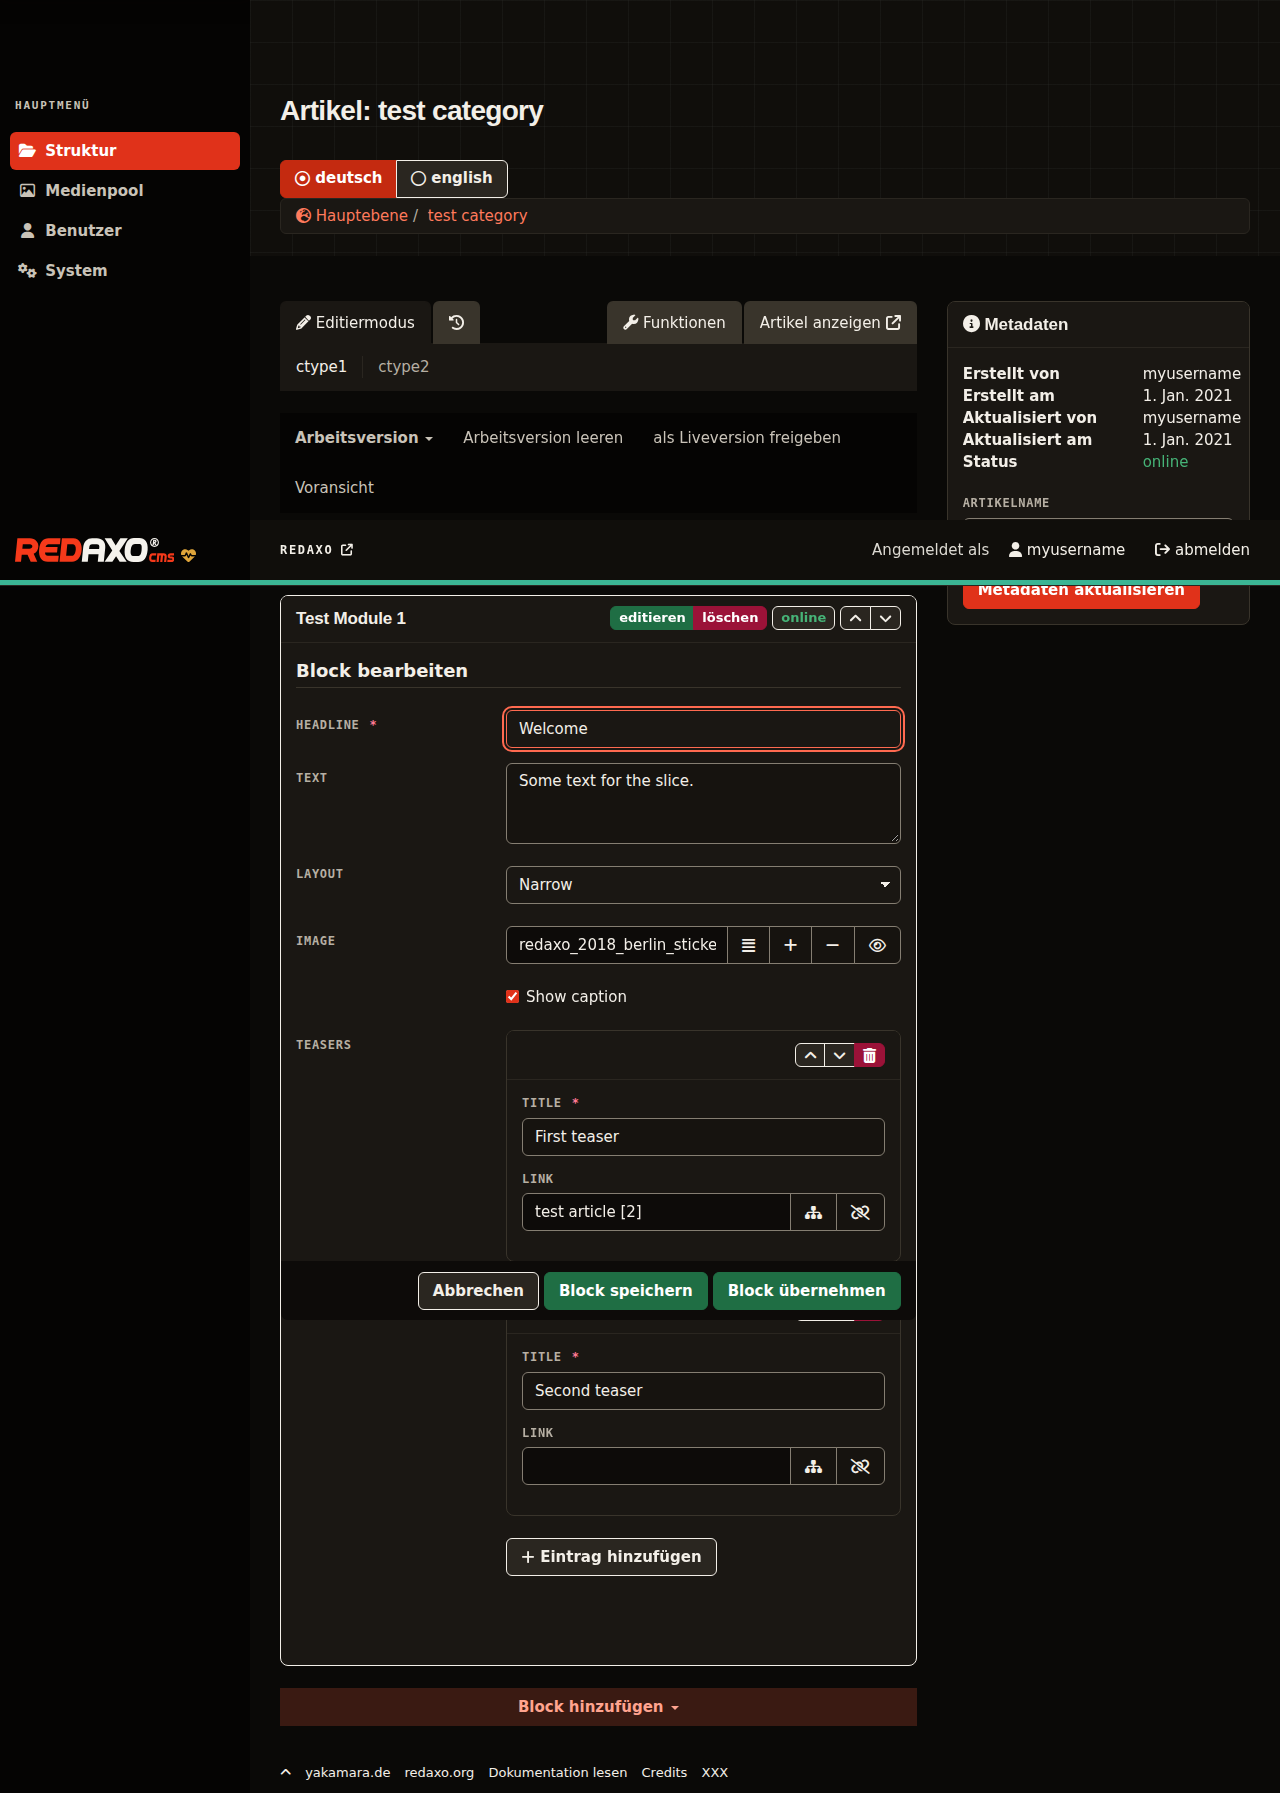 HAUPTMENÜ
Struktur
Medienpool
Benutzer
System
Artikel: test category
deutsch english
Hauptebene / test category
Editiermodus
Funktionen
Artikel anzeigen
ctype1 ctype2
Arbeitsversion Arbeitsversion leeren als Liveversion freigeben
Voransicht
Metadaten
Erstellt von myusername
Erstellt am 1. Jan. 2021
Aktualisiert von myusername
Aktualisiert am 1. Jan. 2021
Status online
ARTIKELNAME
REDAXO® cms
REDAXO
Angemeldet als myusername abmelden
Metadaten aktualisieren
Test Module 1 editieren löschen online
Block bearbeiten
HEADLINE * Welcome
TEXT Some text for the slice.
LAYOUT Narrow
IMAGE redaxo_2018_berlin_sticke
Show caption
TEASERS
TITLE *
First teaser
LINK
test article [2]
Abbrechen Block speichern Block übernehmen
TITLE *
Second teaser
LINK
Eintrag hinzufügen
Block hinzufügen
yakamara.de redaxo.org Dokumentation lesen Credits XXX